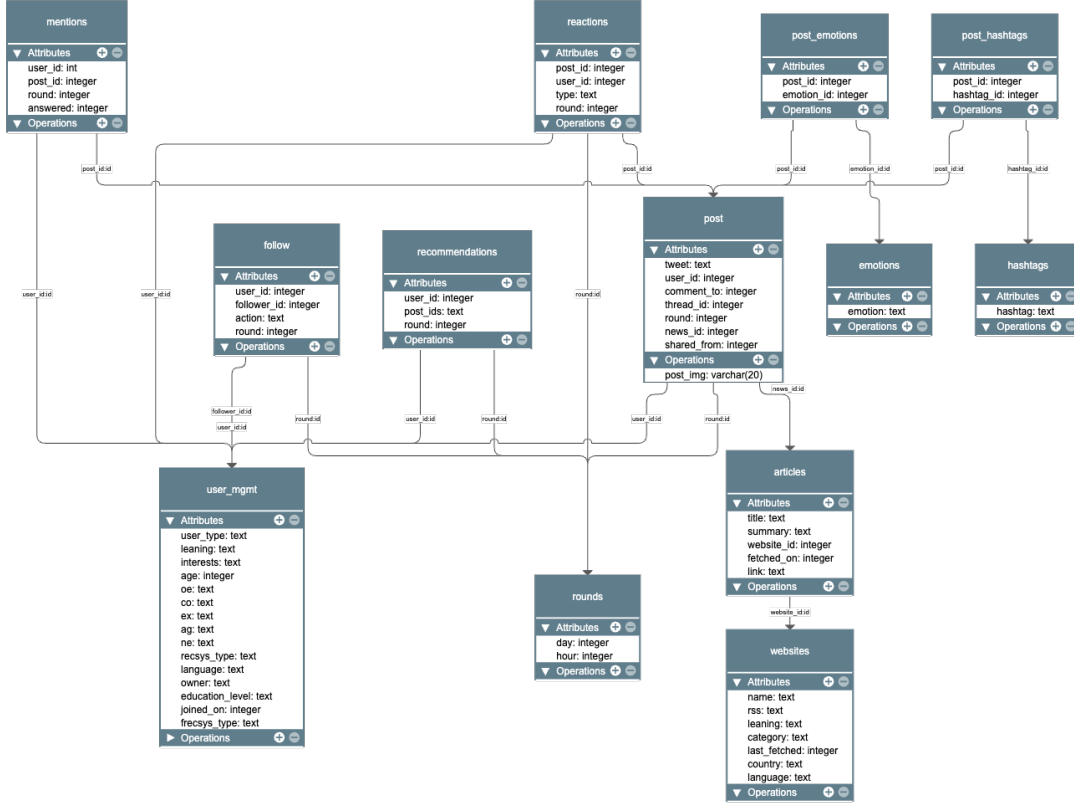 mentions
Attributes
user_id: int
post_id: integer
round: integer
answered: integer
Operations
reactions
Attributes
post_id: integer
user_id: integer
type: text
round: integer
Operations
post_emotions
Attributes
post_id: integer
emotion_id: integer
Operations
post_hashtags
Attributes
post_id: integer
hashtag_id: integer
Operations
post_id:id
post_id:id
post_id:id
emotion_id:id
post_id:id
hashtag_id:id
follow
Attributes
user_id: integer
follower_id: integer
action: text
round: integer
Operations
recommendations
Attributes
user_id: integer
post_ids: text
round: integer
Operations
post
Attributes
tweet: text
user_id: integer
comment_to: integer
thread_id: integer
round: integer
news_id: integer
shared_from: integer
Operations
post_img: varchar(20)
emotions
Attributes
emotion: text
Operations
hashtags
Attributes
hashtag: text
Operations
user_id:id
user_id:id
round:id
follower_id:id
user_id:id
round:id
user_id:id
round:id
user_id:id
round:id
news_id:id
user_mgmt
Attributes
user_type: text
leaning: text
interests: text
age: integer
oe: text
co: text
ex: text
ag: text
ne: text
recsys_type: text
language: text
owner: text
education_level: text
joined_on: integer
frecsys_type: text
Operations
rounds
Attributes
day: integer
hour: integer
Operations
articles
Attributes
title: text
summary: text
website_id: integer
fetched_on: integer
link: text
Operations
website_id:id
websites
Attributes
name: text
rss: text
leaning: text
category: text
last_fetched: integer
country: text
language: text
Operations